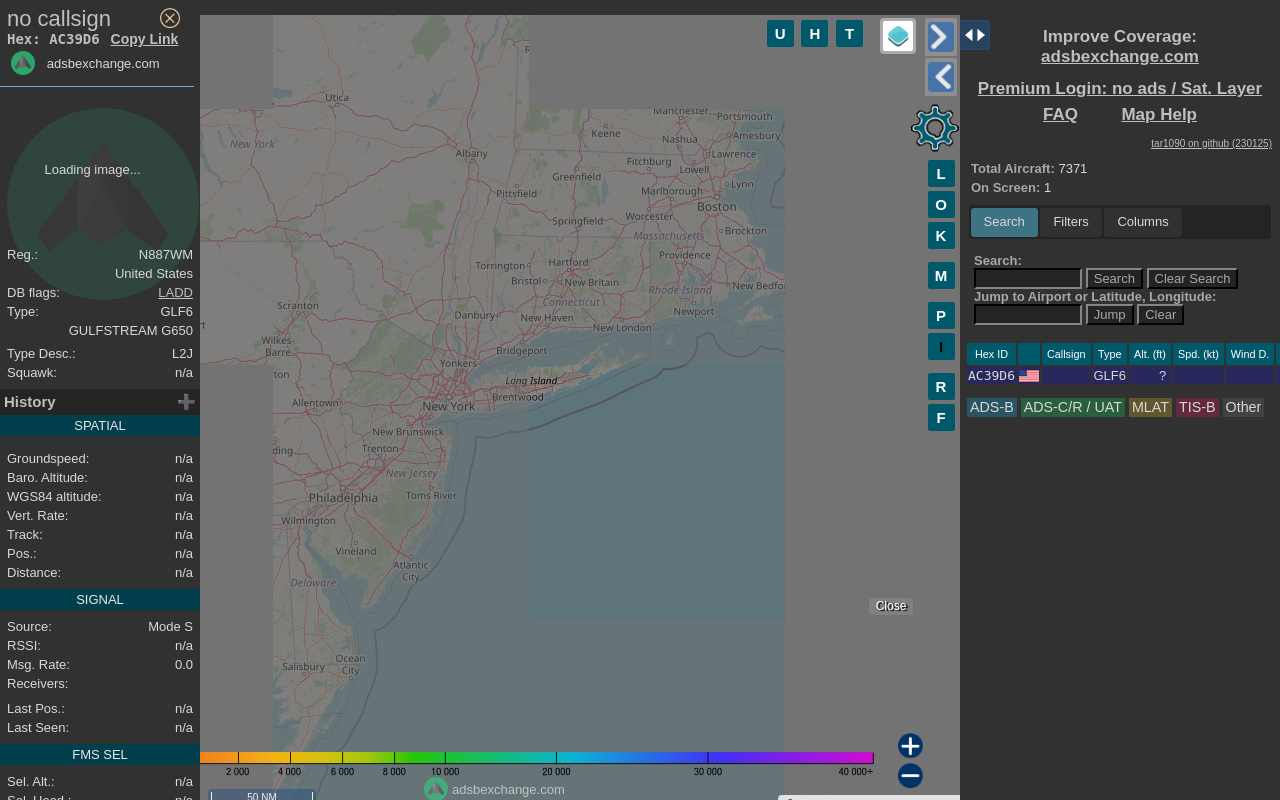 no callsign
Hex: AC39D6 Copy Link
adsbexchange.com
Loading image...
Reg.: N887WM
United States
DB flags: LADD
Type: GLF6
GULFSTREAM G650
Type Desc.: L2J
Squawk: n/a
History
SPATIAL
Groundspeed: n/a
Baro. Altitude: n/a
WGS84 altitude: n/a
Vert. Rate: n/a
Track: n/a
Pos.: n/a
Distance: n/a
SIGNAL
Source: Mode S
RSSI: n/a
Msg. Rate: 0.0
Receivers:
Last Pos.: n/a
Last Seen: n/a
FMS SEL
Sel. Alt.: n/a
Sel. Head.: n/a
U H T
L
O
K
M
P
I
R
F
Utica
New York
Albany
Manchester
Portsmouth
Keene
Nashua
Amesbury
Fitchburg
Lawrence
Lowell
Greenfield
Pittsfield
Marlborough
Lynn
Boston
Worcester
Springfield
Massachusetts
Brockton
Providence
Torrington
Hartford
Bristol
New Britain
New Bedfor
Connecticut
Rhode Island
Scranton
Danbury
New Haven
Newport
New London
Wilkes-
Barre
Bridgeport
Yonkers
ton
Long Island
Brentwood
Allentown
New York
New Brunswick
Trenton
ding
New Jersey
Philadelphia
Toms River
Wilmington
Vineland
Atlantic
City
Delaware
Ocean
City
Salisbury
Close
2 000 4 000 6 000 8 000 10 000 20 000 30 000 40 000+
adsbexchange.com
50 NM
Improve Coverage:
adsbexchange.com
Premium Login: no ads / Sat. Layer
FAQ Map Help
tar1090 on github (230125)
Total Aircraft: 7371
On Screen: 1
Search Filters Columns
Search:
Search Clear Search
Jump to Airport or Latitude, Longitude:
Jump Clear
Hex ID Callsign Type Alt. (ft) Spd. (kt) Wind D.
AC39D6 GLF6 ?
ADS-B ADS-C/R / UAT MLAT TIS-B Other